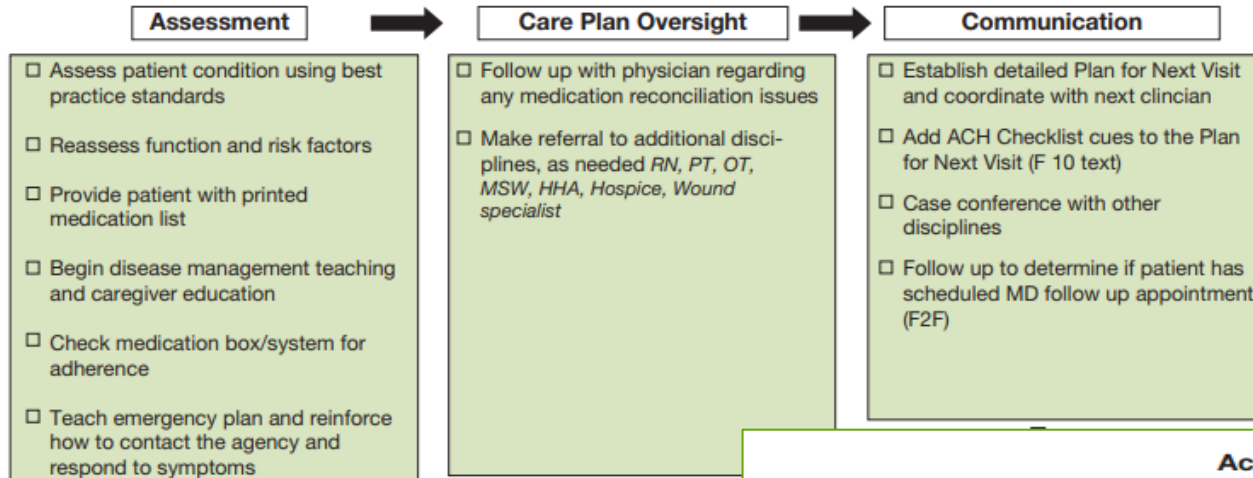 Assessment
Care Plan Oversight
Communication
☐ Assess patient condition using best
practice standards
☐ Reassess function and risk factors
☐ Provide patient with printed
medication list
☐ Begin disease management teaching
and caregiver education
☐ Check medication box/system for
adherence
☐ Teach emergency plan and reinforce
how to contact the agency and
respond to symptoms
☐ Follow up with physician regarding
any medication reconciliation issues
☐ Make referral to additional disci-
plines, as needed RN, PT, OT,
MSW, HHA, Hospice, Wound
specialist
☐ Establish detailed Plan for Next Visit
and coordinate with next clincian
☐ Add ACH Checklist cues to the Plan
for Next Visit (F 10 text)
☐ Case conference with other
disciplines
☐ Follow up to determine if patient has
scheduled MD follow up appointment
(F2F)
Ac